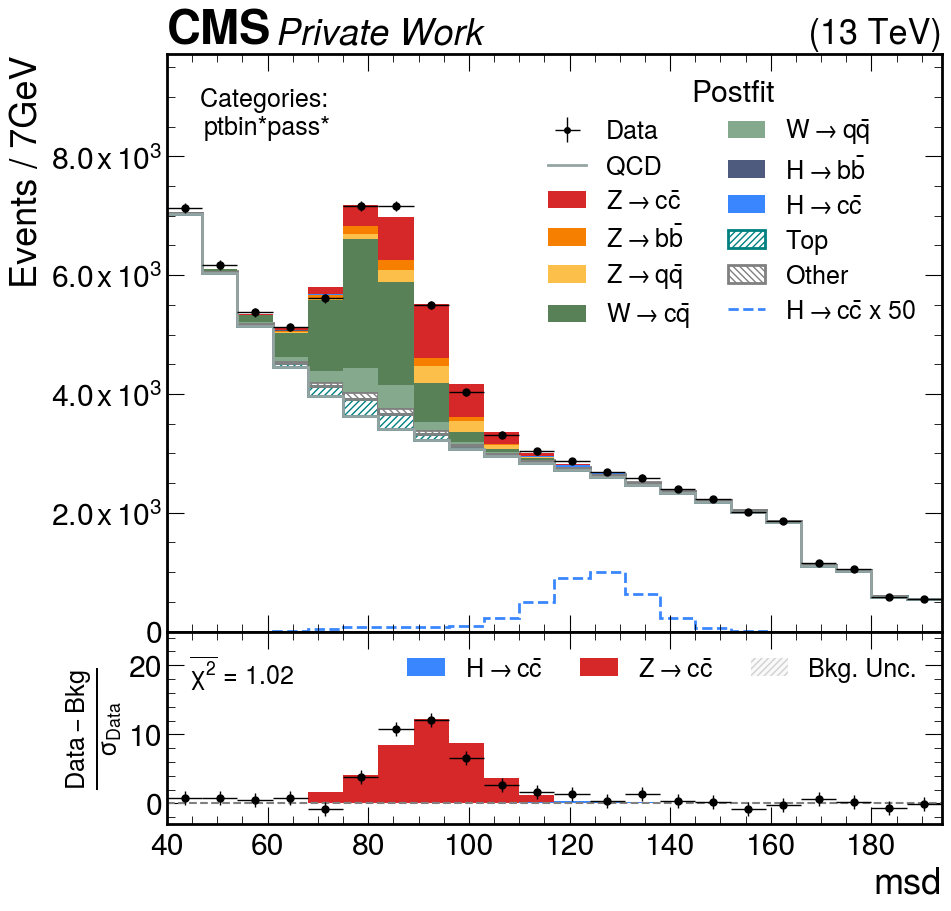 CMS Private Work (13 TeV)
Events / 7GeV
Categories:
ptbin*pass*
Postfit
Data
QCD
Z → cc̄
Z → bb̄
Z → qq̄
W → cq̄
W → qq̄
H → bb̄
H → cc̄
Top
Other
H → cc̄ x 50
8.0 x 10³
6.0 x 10³
4.0 x 10³
2.0 x 10³
0
χ̅²̅ = 1.02
H → cc̄
Z → cc̄
Bkg. Unc.
Data − Bkg
σData
20
10
0
40 60 80 100 120 140 160 180
msd